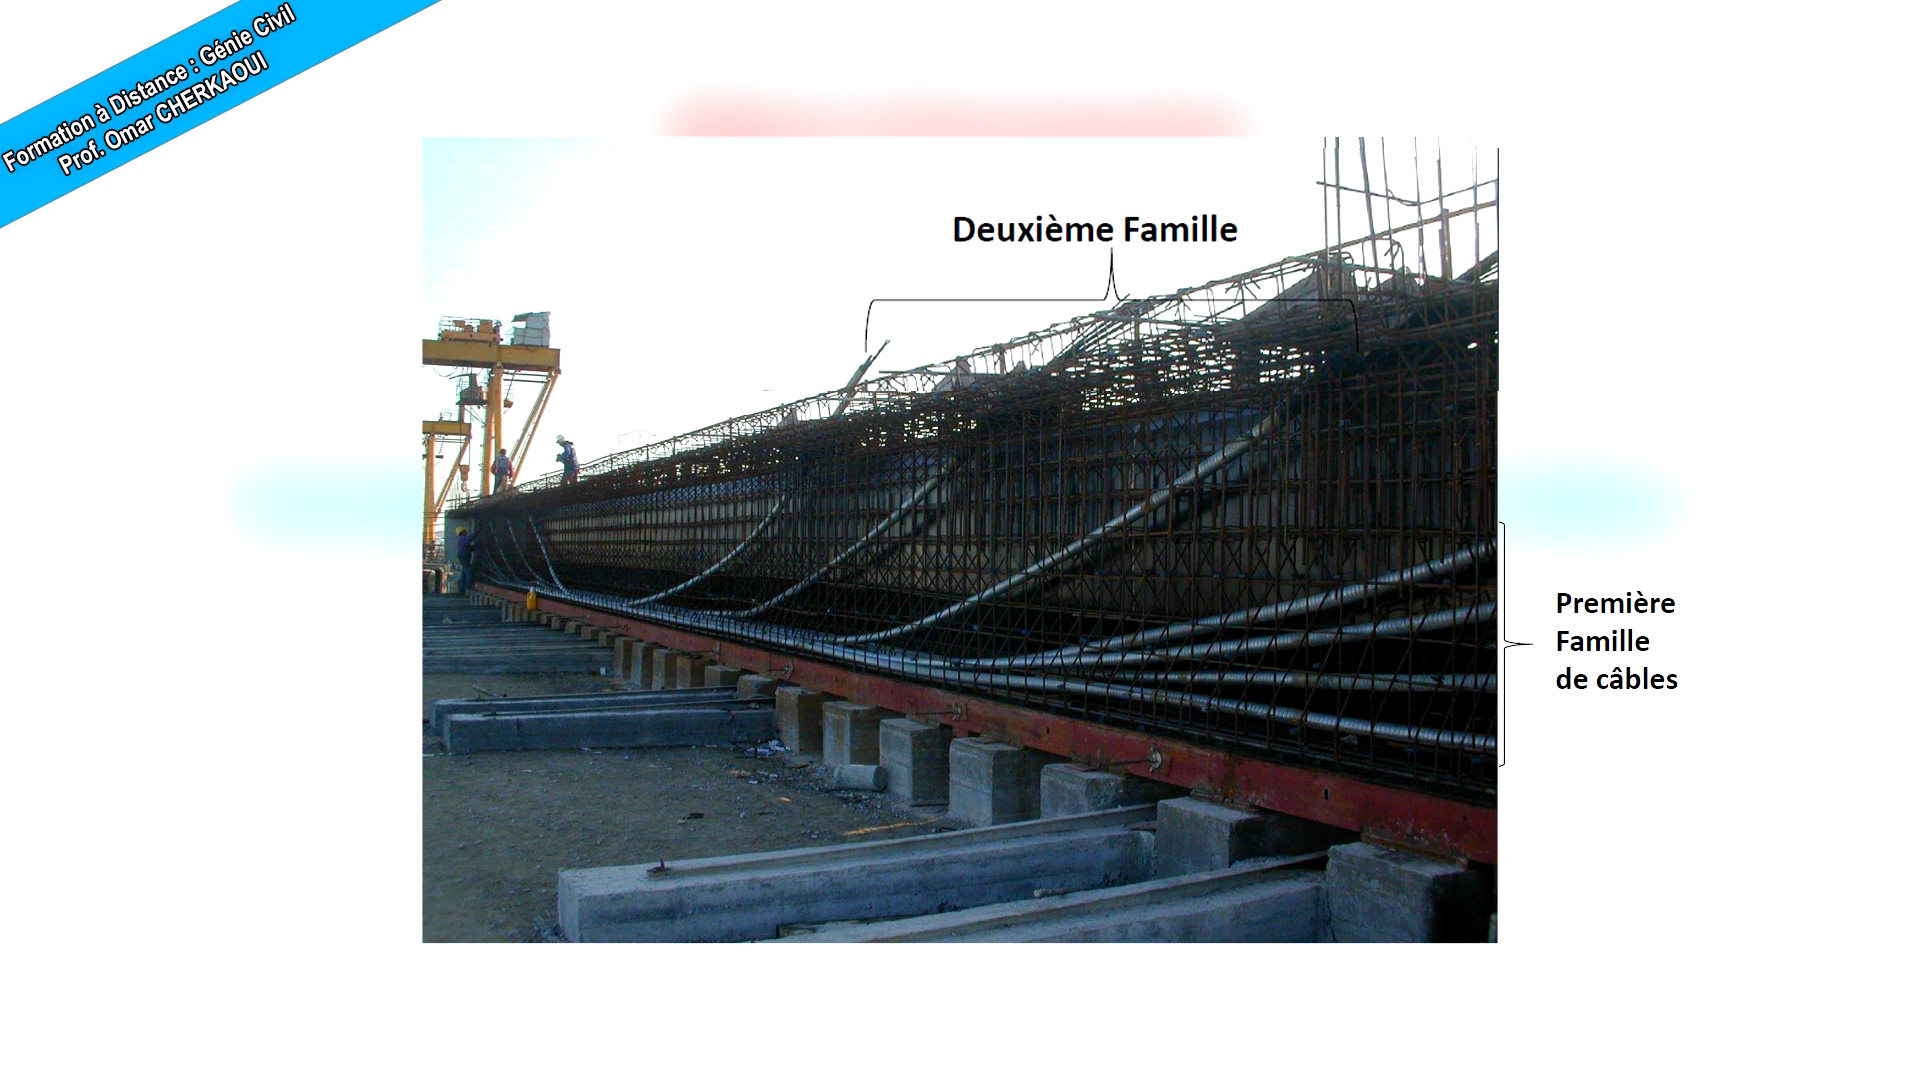 Formation à Distance : Génie Civil
Prof. Omar CHERKAOUI
Deuxième Famille
Première
Famille
de câbles